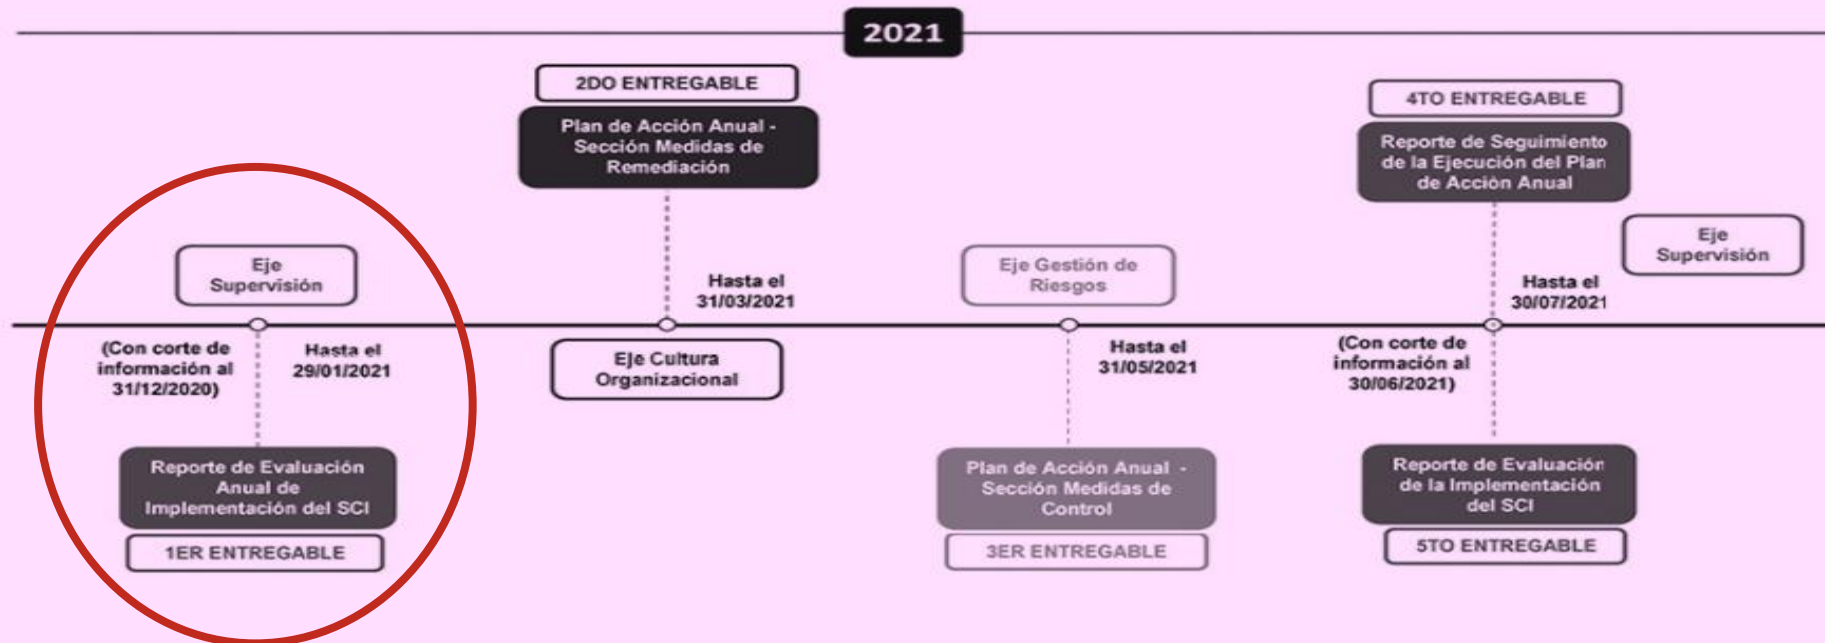 2021
2DO ENTREGABLE
Plan de Acción Anual -
Sección Medidas de
Remediación
4TO ENTREGABLE
Reporte de Seguimiento
de la Ejecución del Plan
de Acción Anual
Eje
Supervisión
Hasta el
31/03/2021
Eje Gestión de
Riesgos
Hasta el
30/07/2021
Eje
Supervisión
(Con corte de
información al
31/12/2020)
Hasta el
29/01/2021
Eje Cultura
Organizacional
Hasta el
31/05/2021
(Con corte de
información al
30/06/2021)
Reporte de Evaluación
Anual de
Implementación del SCI
1ER ENTREGABLE
Plan de Acción Anual -
Sección Medidas de
Control
3ER ENTREGABLE
Reporte de Evaluación
de la Implementación
del SCI
5TO ENTREGABLE